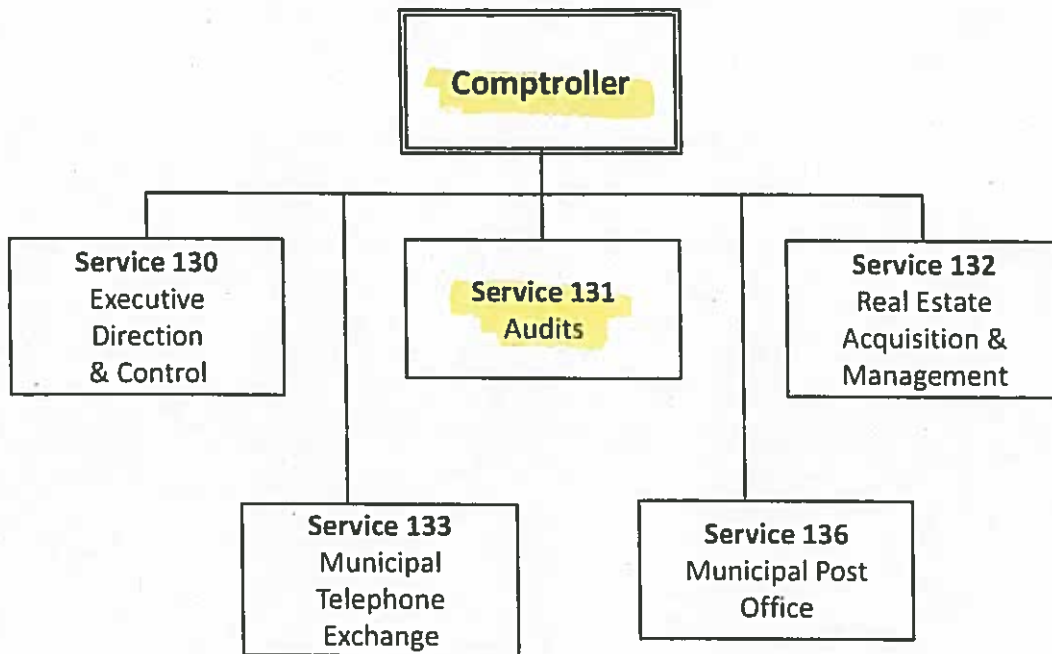 Comptroller
Service 130
Executive
Direction
& Control
Service 131
Audits
Service 132
Real Estate
Acquisition &
Management
Service 133
Municipal
Telephone
Exchange
Service 136
Municipal Post
Office